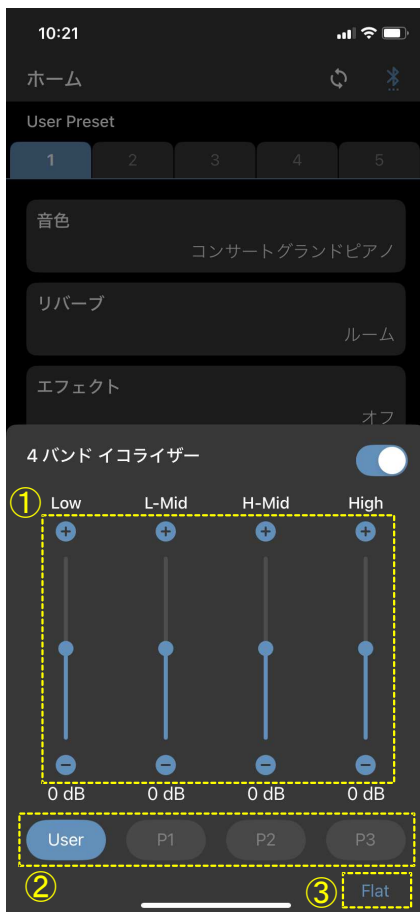 10:21
ホーム
User Preset
1 2 3 4 5
音色
コンサートグランドピアノ
リバーブ
ルーム
エフェクト
オフ
4 バンド イコライザー
①
Low L-Mid H-Mid High
+ + + +
− − − −
0 dB 0 dB 0 dB 0 dB
User P1 P2 P3
② ③ Flat